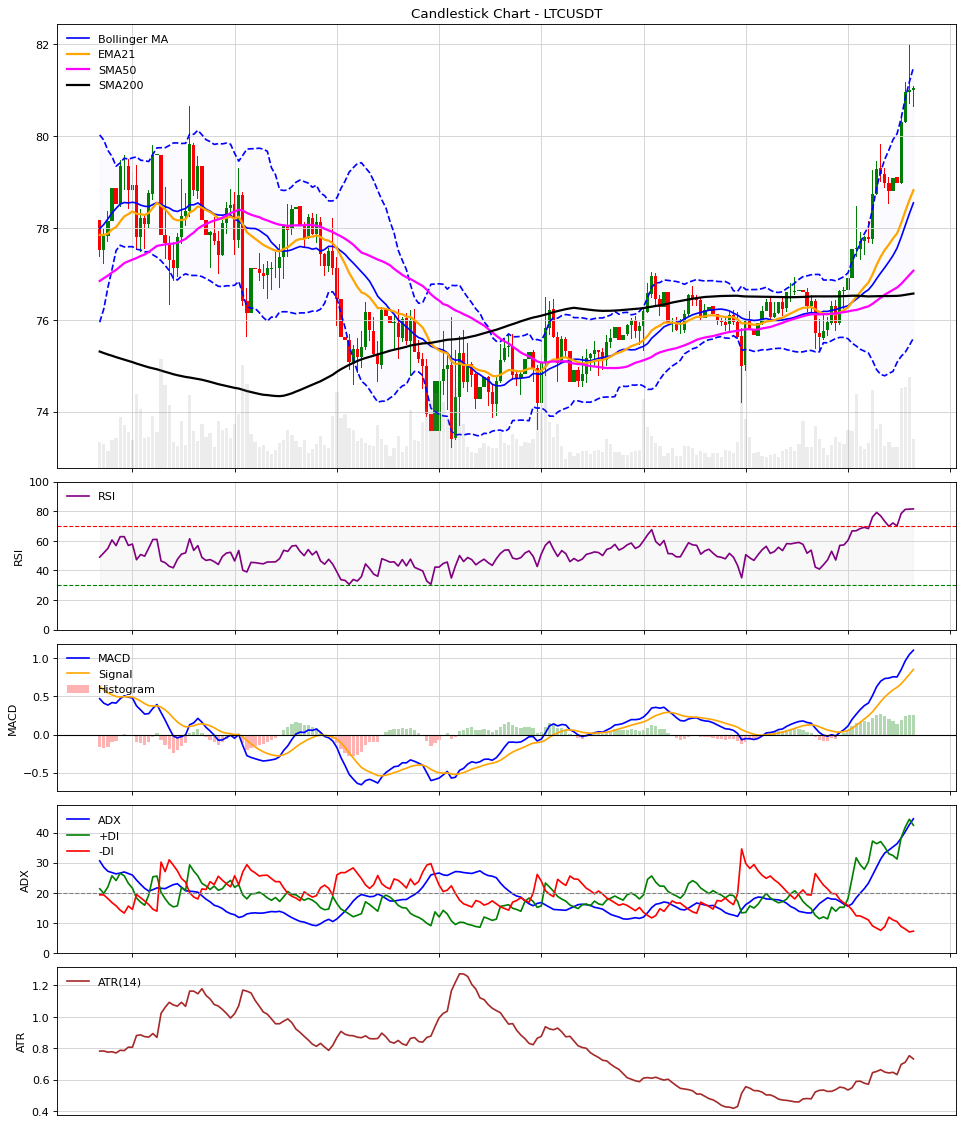 Candlestick Chart - LTCUSDT
Bollinger MA
EMA21
SMA50
SMA200
82
80
78
76
74
RSI
RSI
100
80
60
40
20
0
MACD
Signal
Histogram
MACD
1.0
0.5
0.0
−0.5
ADX
+DI
-DI
ADX
40
30
20
10
0
ATR(14)
ATR
1.2
1.0
0.8
0.6
0.4